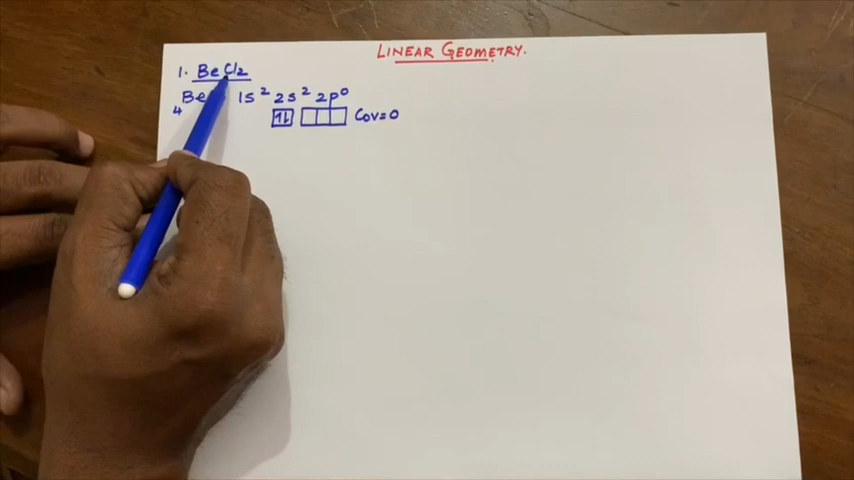 LINEAR GEOMETRY.
1. BeCl2
4Be 1s² 2s² 2p⁰
↑↓ Cov=0